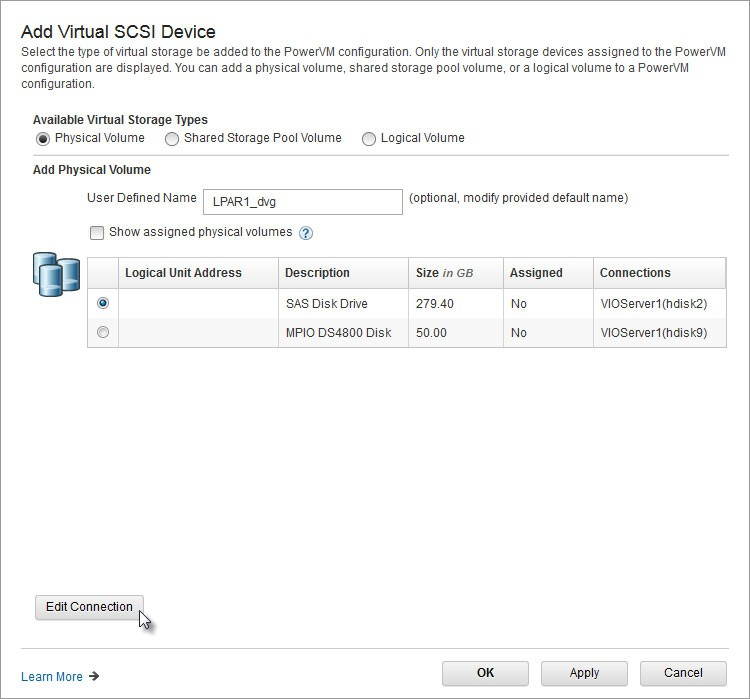 Add Virtual SCSI Device
Select the type of virtual storage be added to the PowerVM configuration. Only the virtual storage devices assigned to the PowerVM
configuration are displayed. You can add a physical volume, shared storage pool volume, or a logical volume to a PowerVM
configuration.
Available Virtual Storage Types
Physical Volume Shared Storage Pool Volume Logical Volume
Add Physical Volume
User Defined Name LPAR1_dvg (optional, modify provided default name)
Show assigned physical volumes ?
Logical Unit Address Description Size in GB Assigned Connections
SAS Disk Drive 279.40 No VIOServer1(hdisk2)
MPIO DS4800 Disk 50.00 No VIOServer1(hdisk9)
Edit Connection
Learn More → OK Apply Cancel